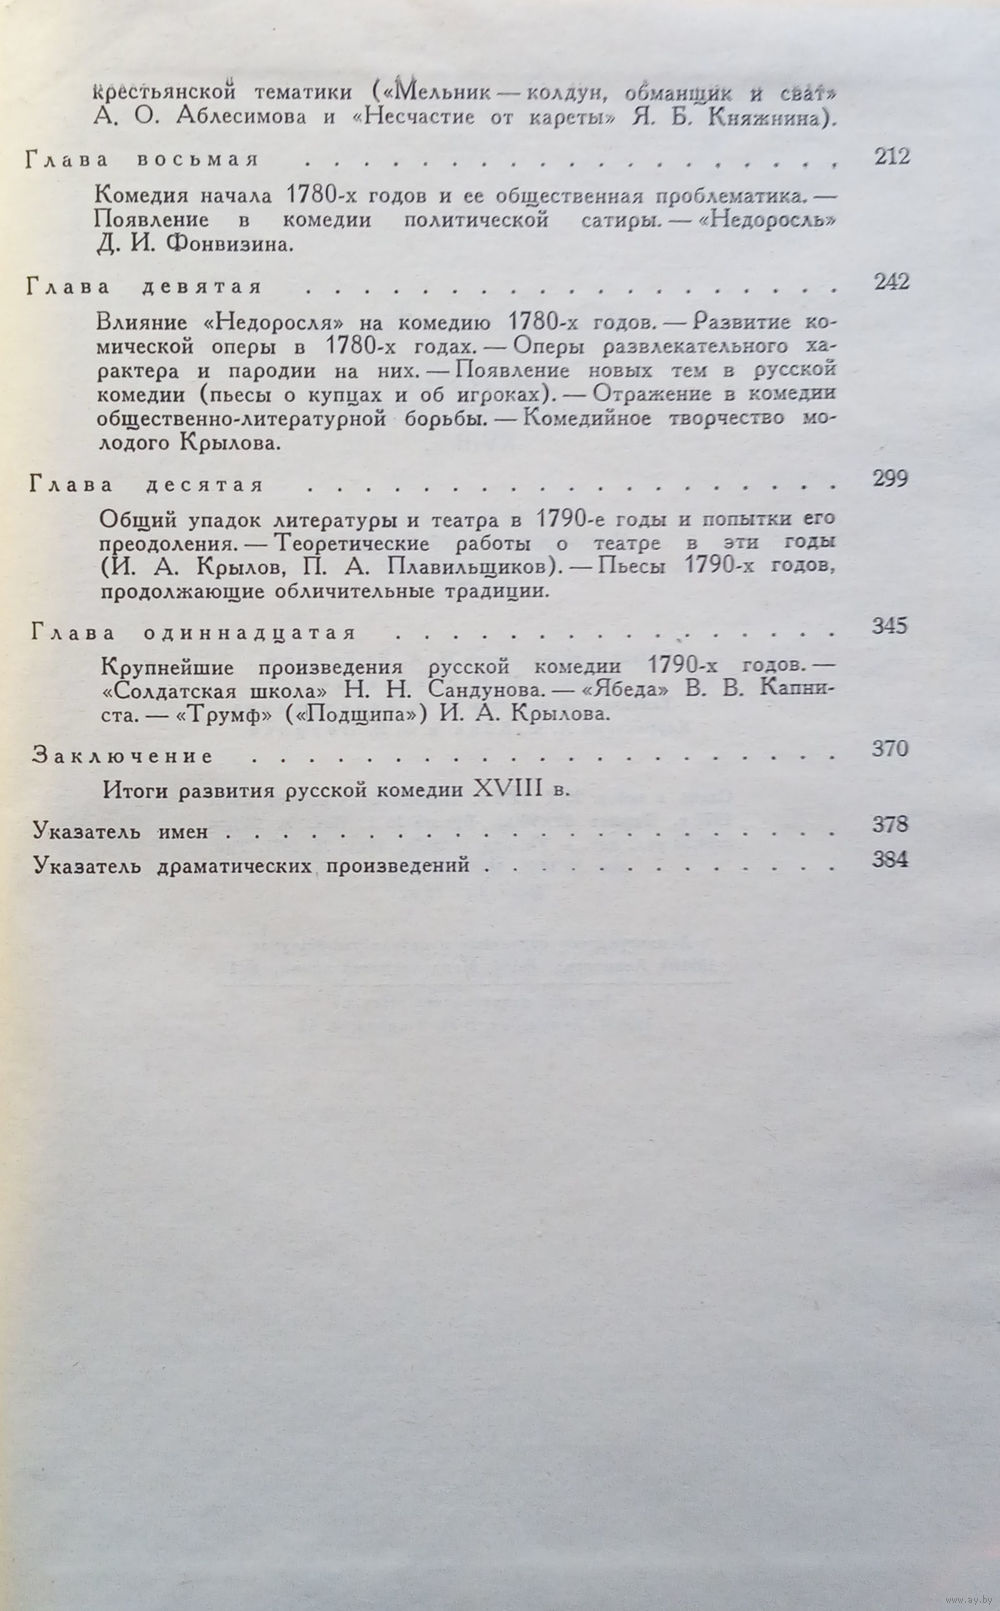 крестьянской тематики («Мельник — колдун, обманщик и сват»
А. О. Аблесимова и «Несчастие от кареты» Я. Б. Княжнина).
Глава восьмая . . . . . . . . . . . . . . . . . . . 212
Комедия начала 1780-х годов и ее общественная проблематика. —
Появление в комедии политической сатиры. — «Недоросль»
Д. И. Фонвизина.
Глава девятая . . . . . . . . . . . . . . . . . . . 242
Влияние «Недоросля» на комедию 1780-х годов. — Развитие ко-
мической оперы в 1780-х годах. — Оперы развлекательного ха-
рактера и пародии на них. — Появление новых тем в русской
комедии (пьесы о купцах и об игроках). — Отражение в комедии
общественно-литературной борьбы. — Комедийное творчество мо-
лодого Крылова.
Глава десятая . . . . . . . . . . . . . . . . . . . 299
Общий упадок литературы и театра в 1790-е годы и попытки его
преодоления. — Теоретические работы о театре в эти годы
(И. А. Крылов, П. А. Плавильщиков). — Пьесы 1790-х годов,
продолжающие обличительные традиции.
Глава одиннадцатая . . . . . . . . . . . . . . . . 345
Крупнейшие произведения русской комедии 1790-х годов. —
«Солдатская школа» Н. Н. Сандунова. — «Ябеда» В. В. Капни-
ста. — «Трумф» («Подщипа») И. А. Крылова.
Заключение . . . . . . . . . . . . . . . . . . . . . 370
Итоги развития русской комедии XVIII в.
Указатель имен . . . . . . . . . . . . . . . . . . . . . . 378
Указатель драматических произведений . . . . . . . . . . . . . 384
www.ay.by